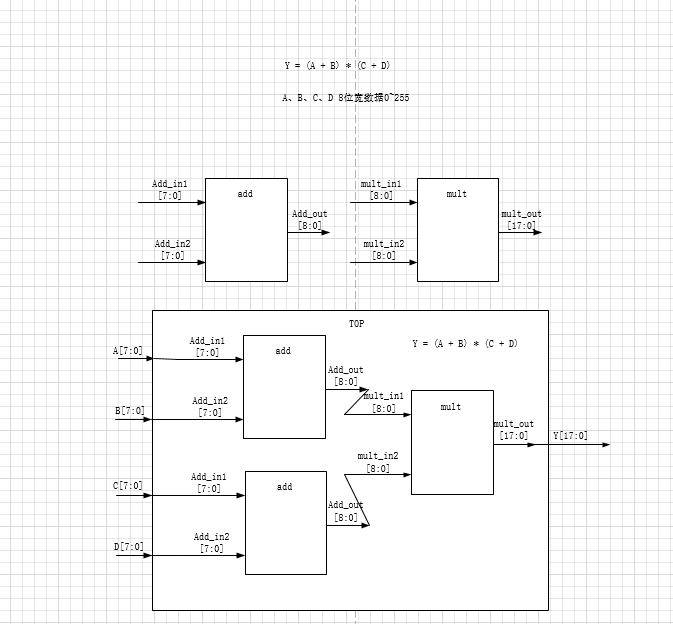 Y = (A + B) * (C + D)
A、B、C、D 8位宽数据0~255
Add_in1
[7:0]
add
Add_out
[8:0]
Add_in2
[7:0]
mult_in1
[8:0]
mult
mult_out
[17:0]
mult_in2
[8:0]
TOP
Y = (A + B) * (C + D)
A[7:0]
Add_in1
[7:0]
add
Add_out
[8:0]
B[7:0]
Add_in2
[7:0]
mult_in1
[8:0]
mult
mult_out
[17:0]
Y[17:0]
mult_in2
[8:0]
C[7:0]
Add_in1
[7:0]
add
Add_out
[8:0]
D[7:0]
Add_in2
[7:0]